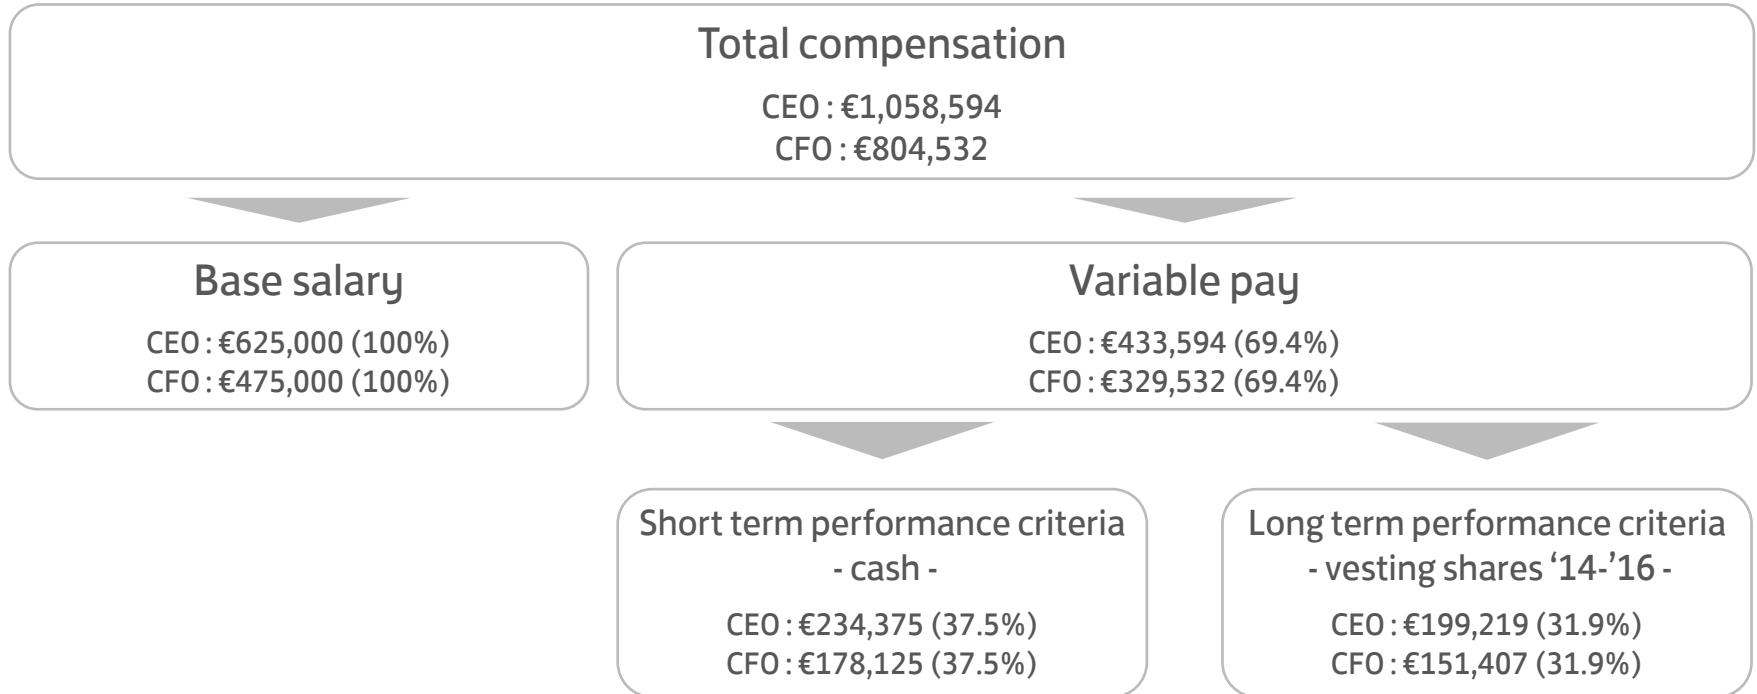 Total compensation
CEO : €1,058,594
CFO : €804,532
Base salary
CEO : €625,000 (100%)
CFO : €475,000 (100%)
Variable pay
CEO : €433,594 (69.4%)
CFO : €329,532 (69.4%)
Short term performance criteria
- cash -
CEO : €234,375 (37.5%)
CFO : €178,125 (37.5%)
Long term performance criteria
- vesting shares ‘14-’16 -
CEO : €199,219 (31.9%)
CFO : €151,407 (31.9%)